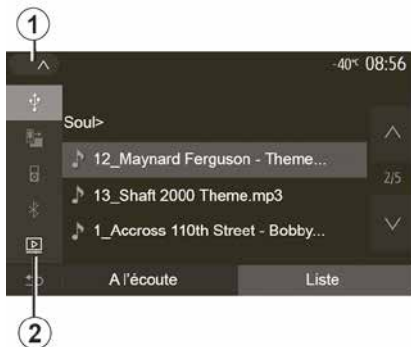 1
-40°C 08:56
Soul>
12_Maynard Ferguson - Theme...
2/5
13_Shaft 2000 Theme.mp3
1_Accross 110th Street - Bobby...
A l'écoute Liste
2